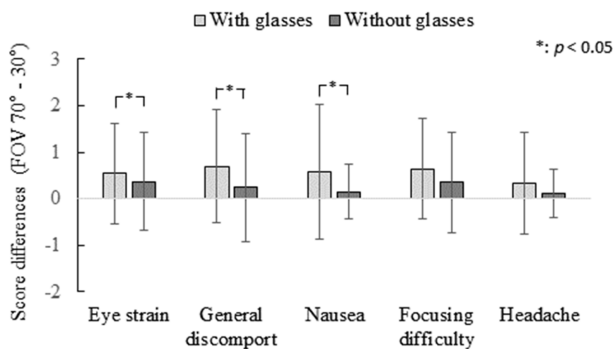 With glasses Without glasses
*: p < 0.05
Score differences (FOV 70° - 30°)
3
2
1
0
-1
-2
* * *
Eye strain General discomport Nausea Focusing difficulty Headache